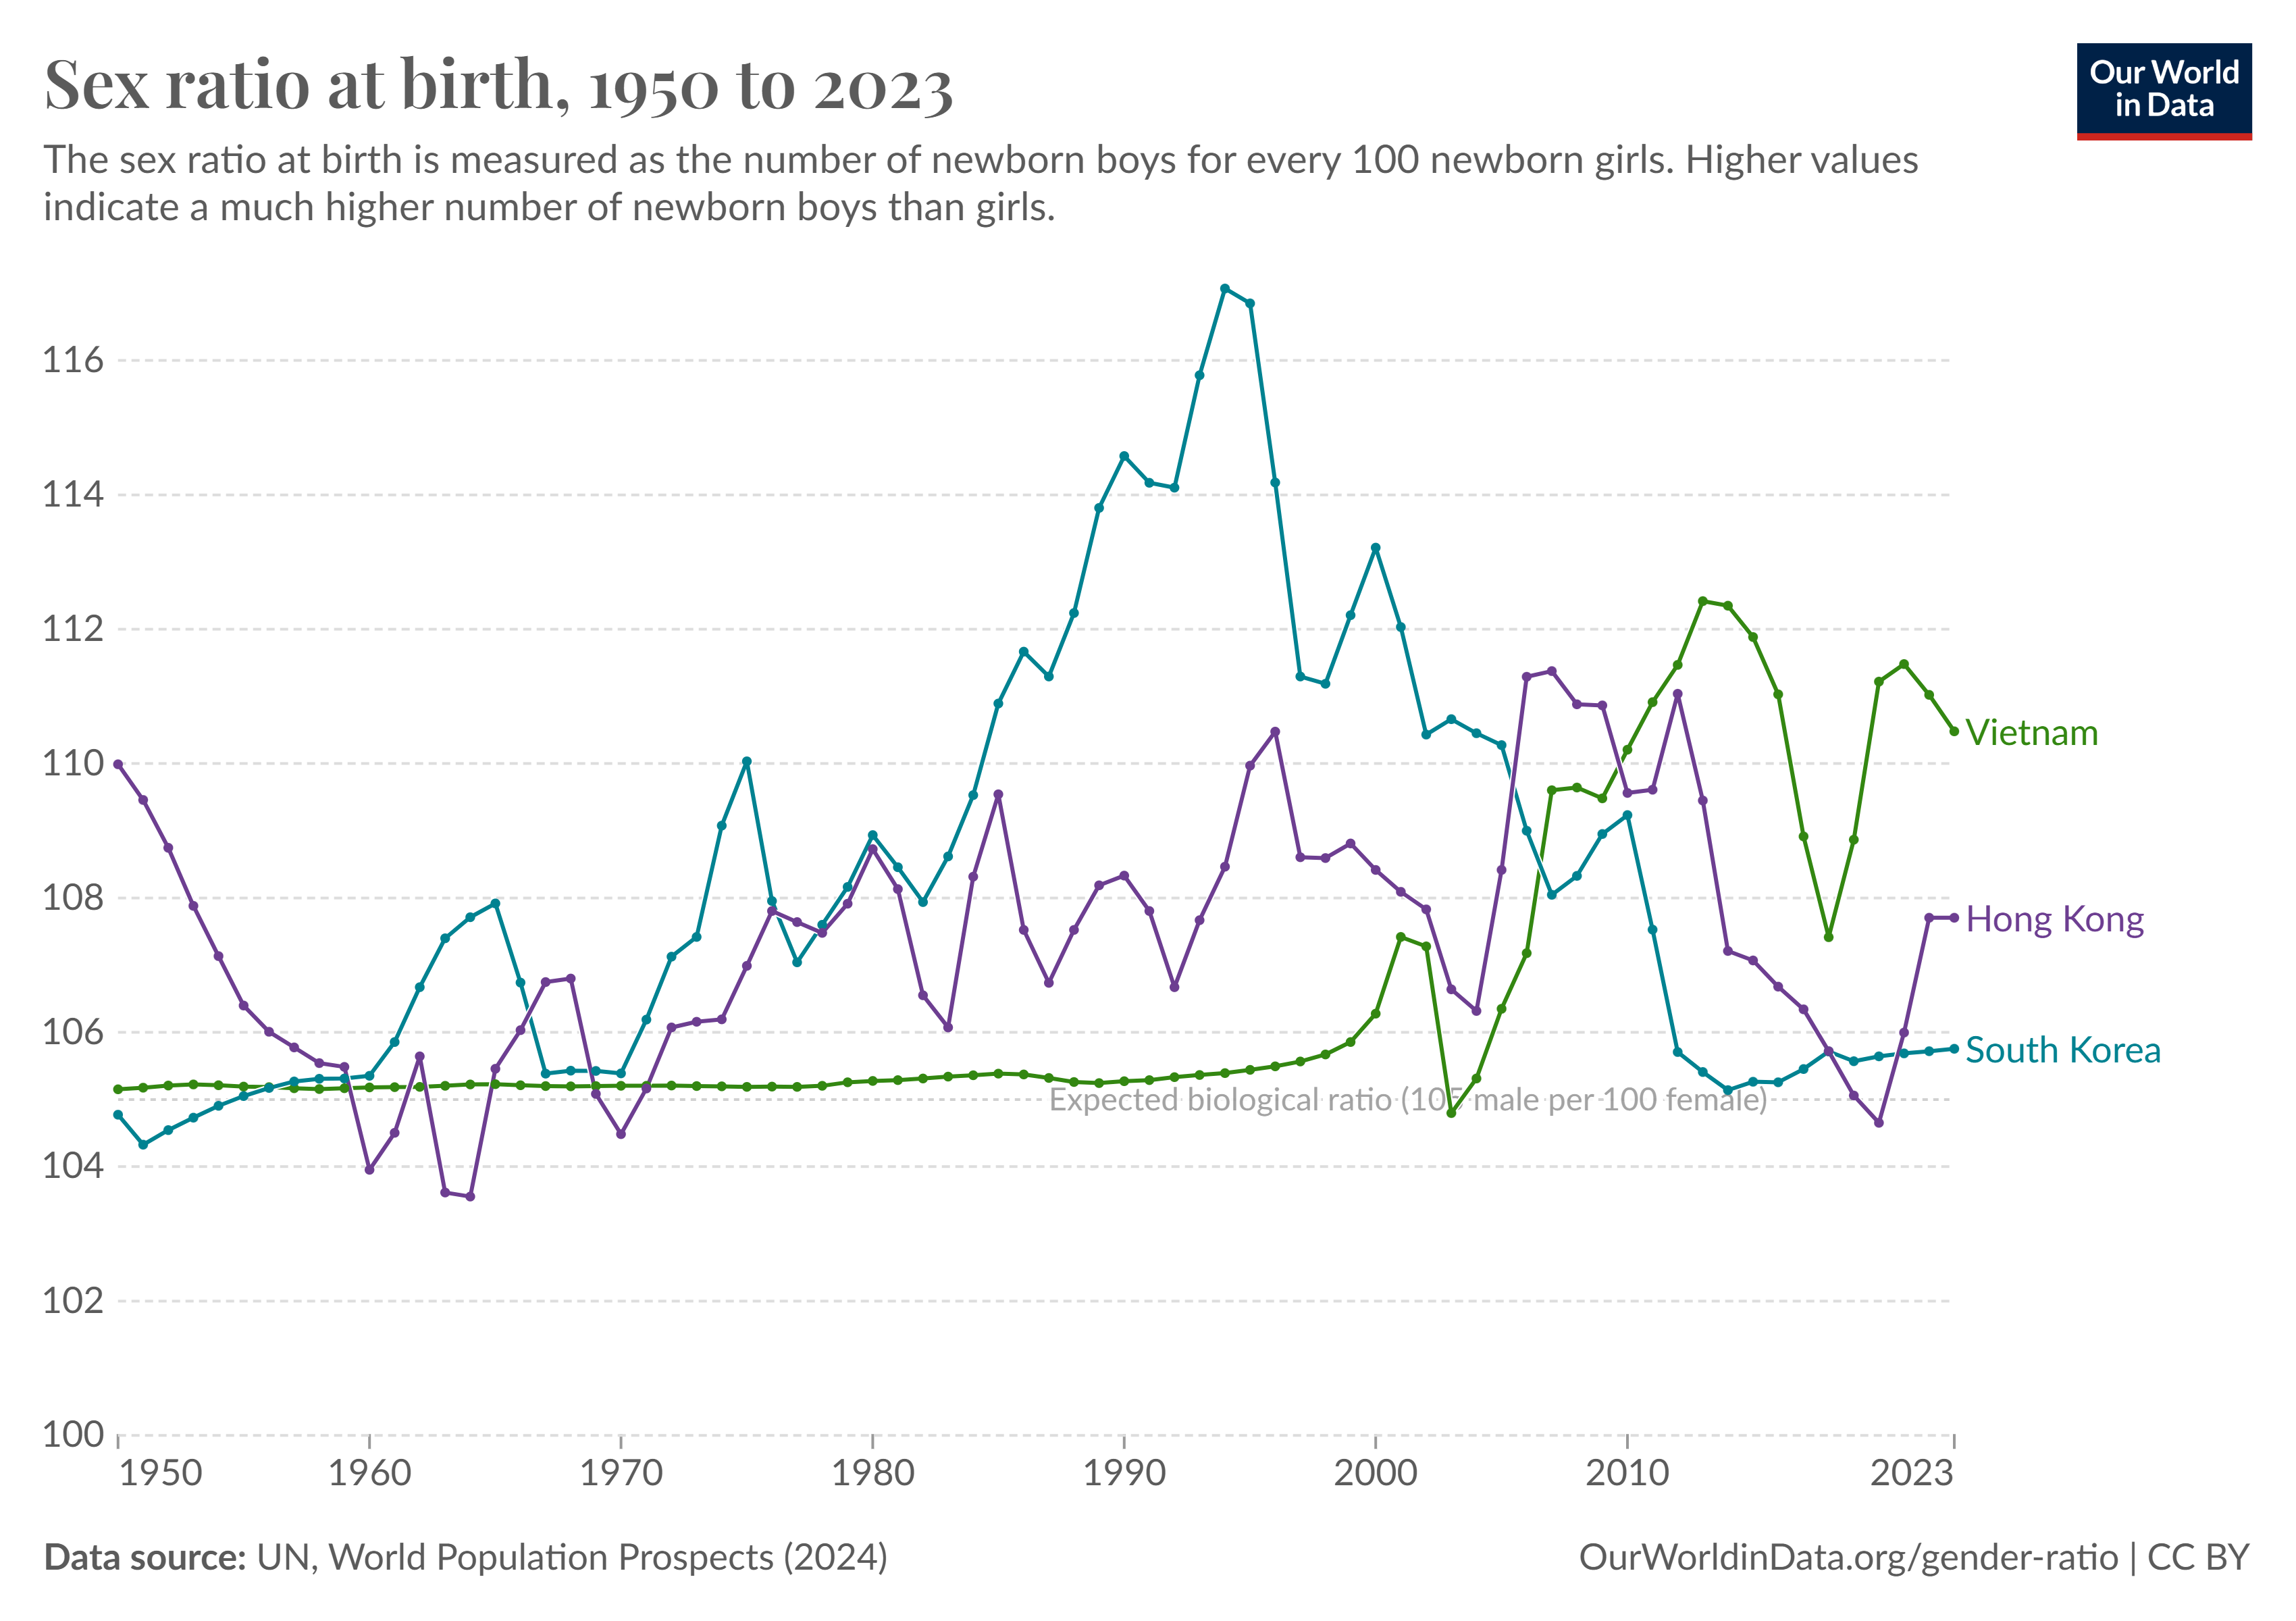 Sex ratio at birth, 1950 to 2023
Our World
in Data
The sex ratio at birth is measured as the number of newborn boys for every 100 newborn girls. Higher values
indicate a much higher number of newborn boys than girls.
116
114
112
110
Vietnam
108
Hong Kong
106
South Korea
Expected biological ratio (105 male per 100 female)
104
102
100
1950 1960 1970 1980 1990 2000 2010 2023
Data source: UN, World Population Prospects (2024)
OurWorldinData.org/gender-ratio | CC BY